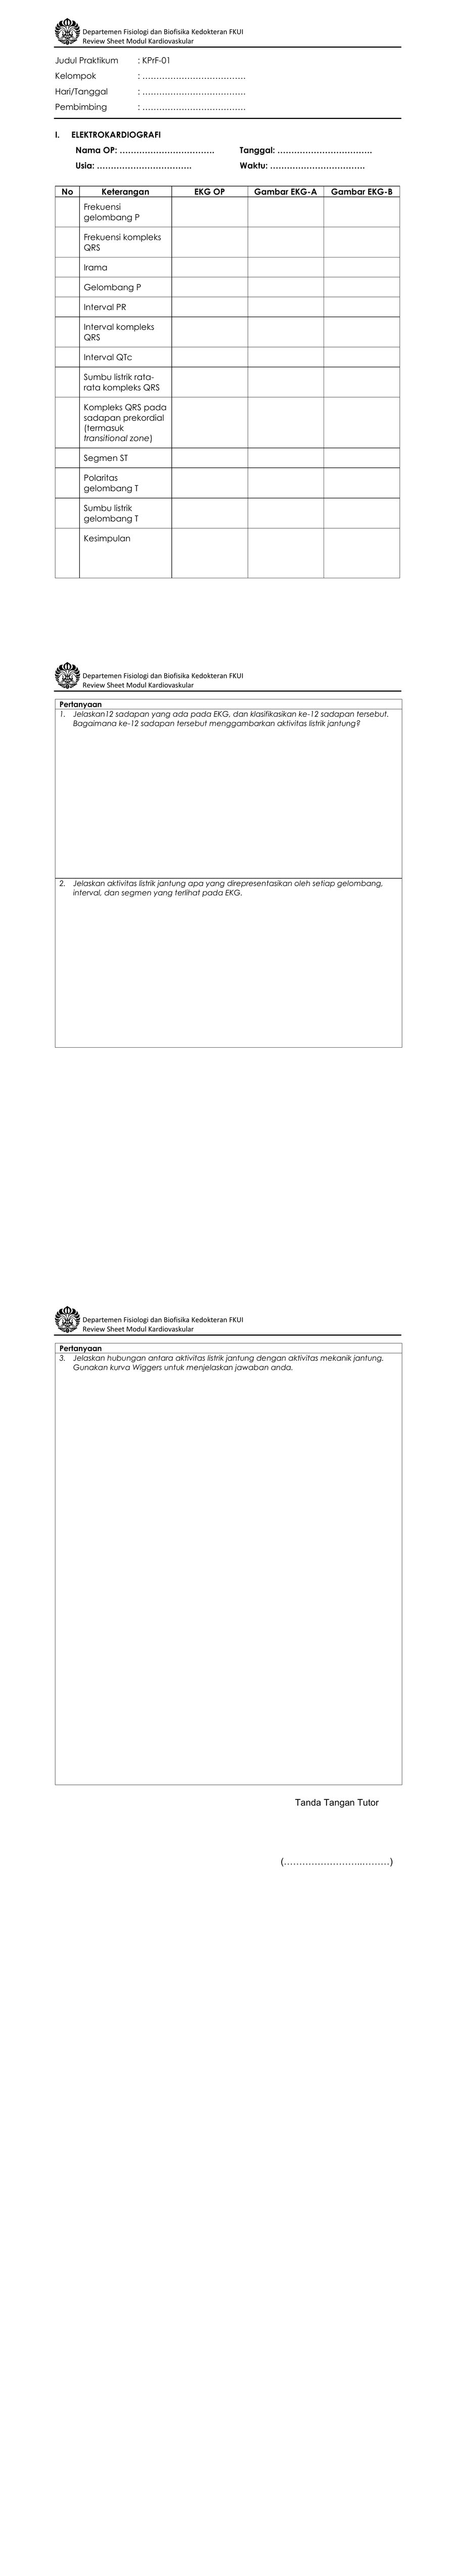 Departemen Fisiologi dan Biofisika Kedokteran FKUI
Review Sheet Modul Kardiovaskular
Judul Praktikum : KPrF-01
Kelompok : ……………………………….
Hari/Tanggal : ……………………………….
Pembimbing : ……………………………….
I. ELEKTROKARDIOGRAFI
Nama OP: ……………………………. Tanggal: …………………………….
Usia: ……………………………. Waktu: …………………………….
No Keterangan EKG OP Gambar EKG-A Gambar EKG-B
Frekuensi
gelombang P
Frekuensi kompleks
QRS
Irama
Gelombang P
Interval PR
Interval kompleks
QRS
Interval QTc
Sumbu listrik rata-
rata kompleks QRS
Kompleks QRS pada
sadapan prekordial
(termasuk
transitional zone)
Segmen ST
Polaritas
gelombang T
Sumbu listrik
gelombang T
Kesimpulan
Departemen Fisiologi dan Biofisika Kedokteran FKUI
Review Sheet Modul Kardiovaskular
Pertanyaan
1. Jelaskan12 sadapan yang ada pada EKG, dan klasifikasikan ke-12 sadapan tersebut.
Bagaimana ke-12 sadapan tersebut menggambarkan aktivitas listrik jantung?
2. Jelaskan aktivitas listrik jantung apa yang direpresentasikan oleh setiap gelombang,
interval, dan segmen yang terlihat pada EKG.
Departemen Fisiologi dan Biofisika Kedokteran FKUI
Review Sheet Modul Kardiovaskular
Pertanyaan
3. Jelaskan hubungan antara aktivitas listrik jantung dengan aktivitas mekanik jantung.
Gunakan kurva Wiggers untuk menjelaskan jawaban anda.
Tanda Tangan Tutor
(……………………...………)